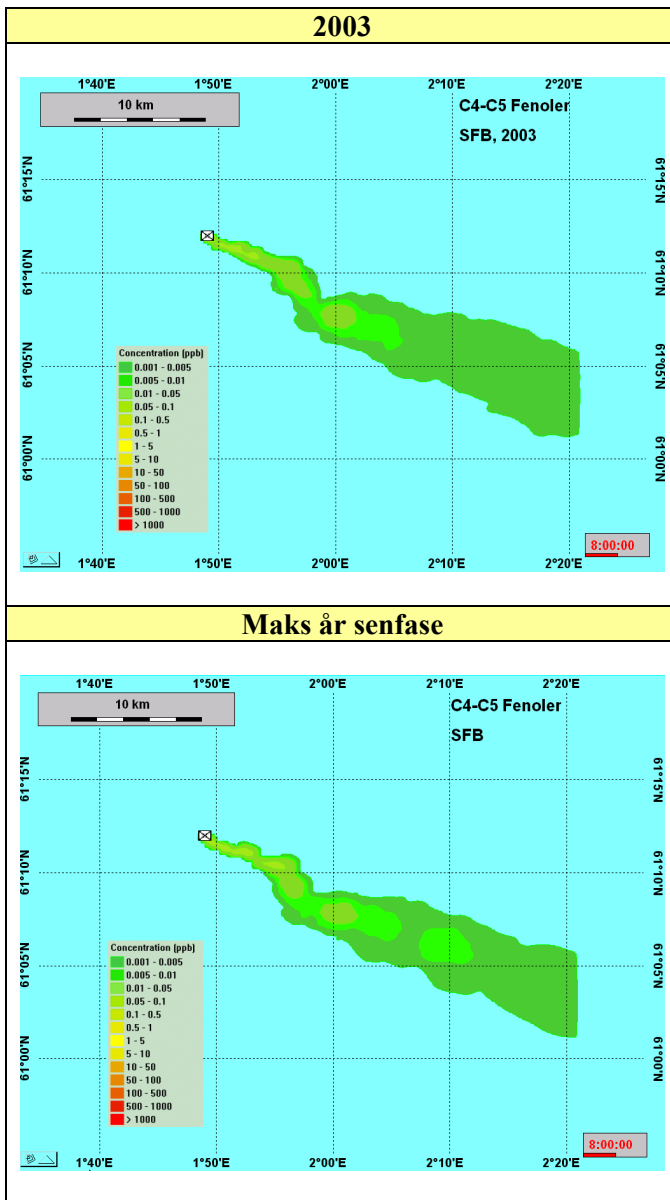 2003
1°40'E 1°50'E 2°00'E 2°10'E 2°20'E
10 km
C4-C5 Fenoler
SFB, 2003
61°15'N 61°15'N
61°10'N 61°10'N
61°05'N 61°05'N
61°00'N 61°00'N
Concentration (ppb)
0.001 - 0.005
0.005 - 0.01
0.01 - 0.05
0.05 - 0.1
0.1 - 0.5
0.5 - 1
1 - 5
5 - 10
10 - 50
50 - 100
100 - 500
500 - 1000
> 1000
8:00:00
1°40'E 1°50'E 2°00'E 2°10'E 2°20'E
Maks år senfase
1°40'E 1°50'E 2°00'E 2°10'E 2°20'E
10 km
C4-C5 Fenoler
SFB
61°15'N 61°15'N
61°10'N 61°10'N
61°05'N 61°05'N
61°00'N 61°00'N
Concentration (ppb)
0.001 - 0.005
0.005 - 0.01
0.01 - 0.05
0.05 - 0.1
0.1 - 0.5
0.5 - 1
1 - 5
5 - 10
10 - 50
50 - 100
100 - 500
500 - 1000
> 1000
8:00:00
1°40'E 1°50'E 2°00'E 2°10'E 2°20'E